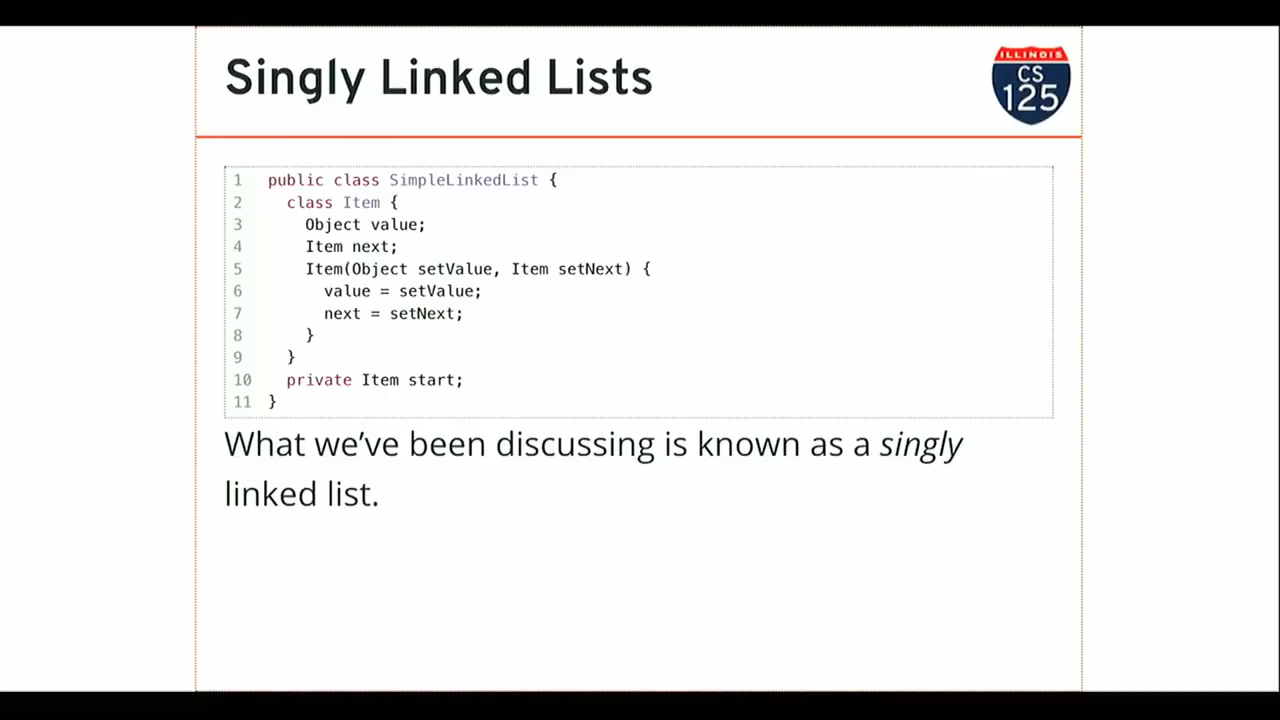 Singly Linked Lists
ILLINOIS
CS
125
1 public class SimpleLinkedList {
2   class Item {
3     Object value;
4     Item next;
5     Item(Object setValue, Item setNext) {
6       value = setValue;
7       next = setNext;
8     }
9   }
10   private Item start;
11 }
What we’ve been discussing is known as a singly
linked list.